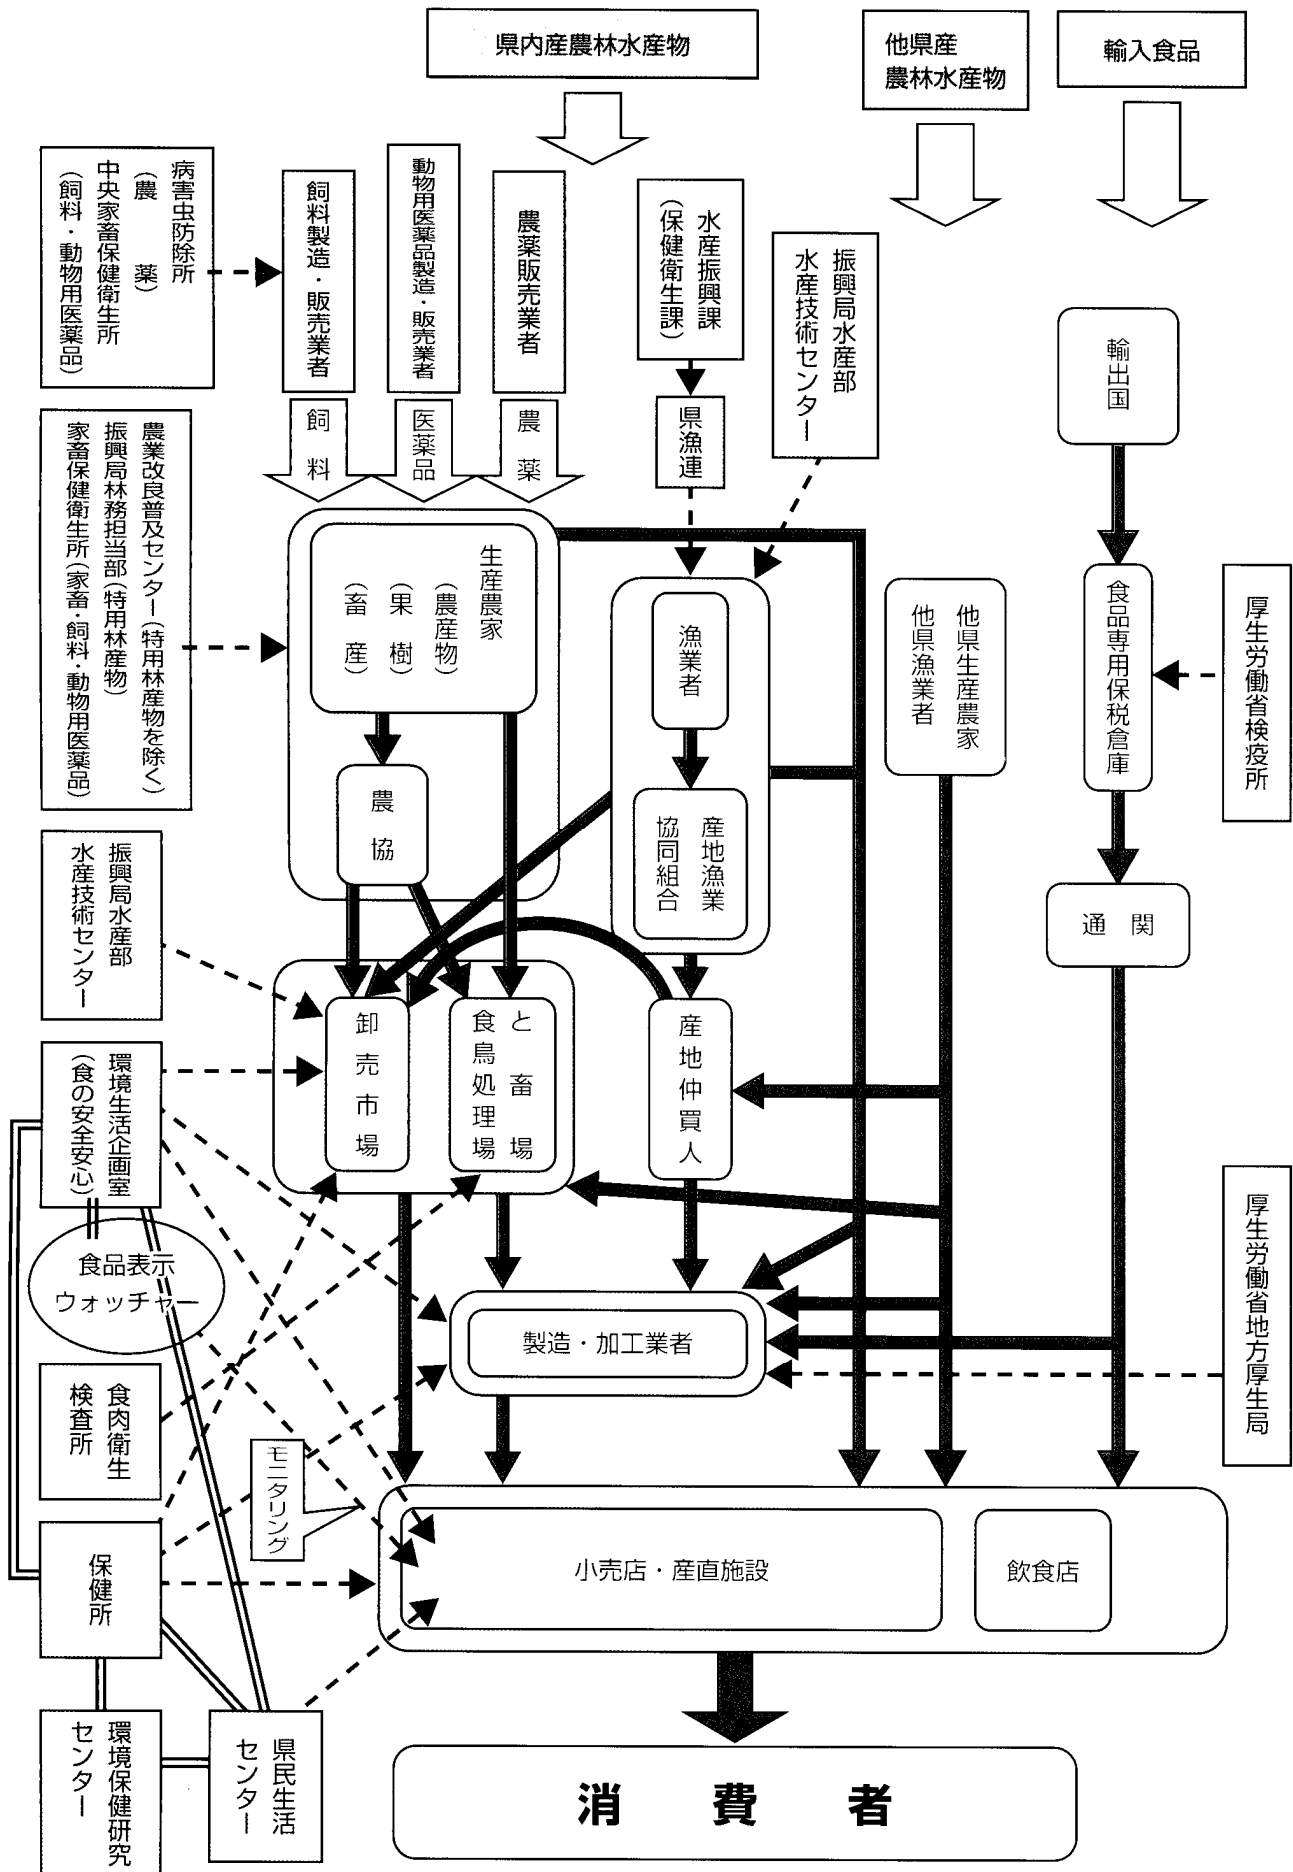 県内産農林水産物
他県産
農林水産物
輸入食品
病害虫防除所
(農　　薬)
中央家畜保健衛生所
(飼料・動物用医薬品)
飼料製造・販売業者
動物用医薬品製造・販売業者
農薬販売業者
水産振興課
(保健衛生課)
振興局水産部
水産技術センター
輸出国
飼　料
医薬品
農　薬
県漁連
農業改良普及センター(特用林産物を除く)
振興局林務担当部(特用林産物)
家畜保健衛生所(家畜・飼料・動物用医薬品)
生産農家
(農産物)
(果　樹)
(畜　産)
漁業者
他県生産農家
他県漁業者
食品専用保税倉庫
厚生労働省検疫所
農　協
産地漁業
協同組合
振興局水産部
水産技術センター
通　関
卸売市場
と　畜　場
食鳥処理場
産地仲買人
環境生活企画室
(食の安全安心)
食品表示
ウォッチャー
製造・加工業者
厚生労働省地方厚生局
食肉衛生
検査所
モニタリング
保健所
小売店・産直施設
飲食店
環境保健研究
センター
県民生活
センター
消　費　者